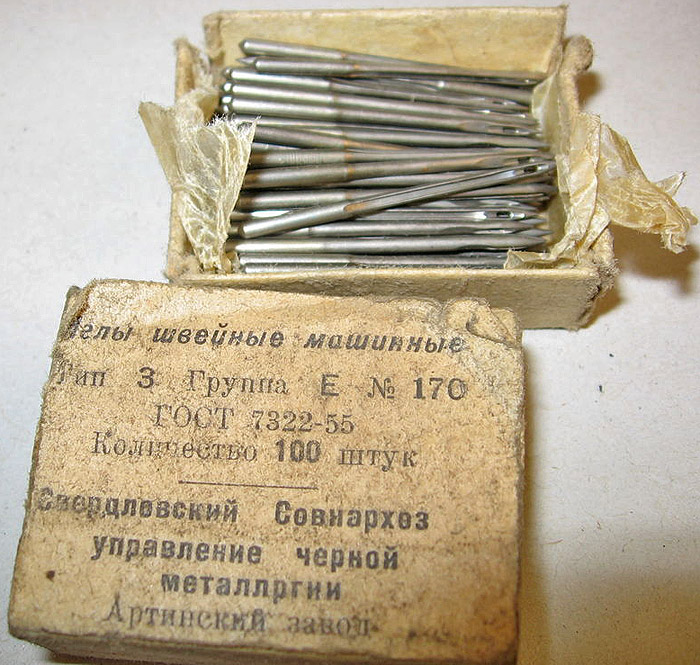 Иглы швейные машинные
Тип 3 Группа Е № 170
ГОСТ 7322-55
Количество 100 штук
Свердловский Совнархоз
управление черной
металлргии
Артинский завод